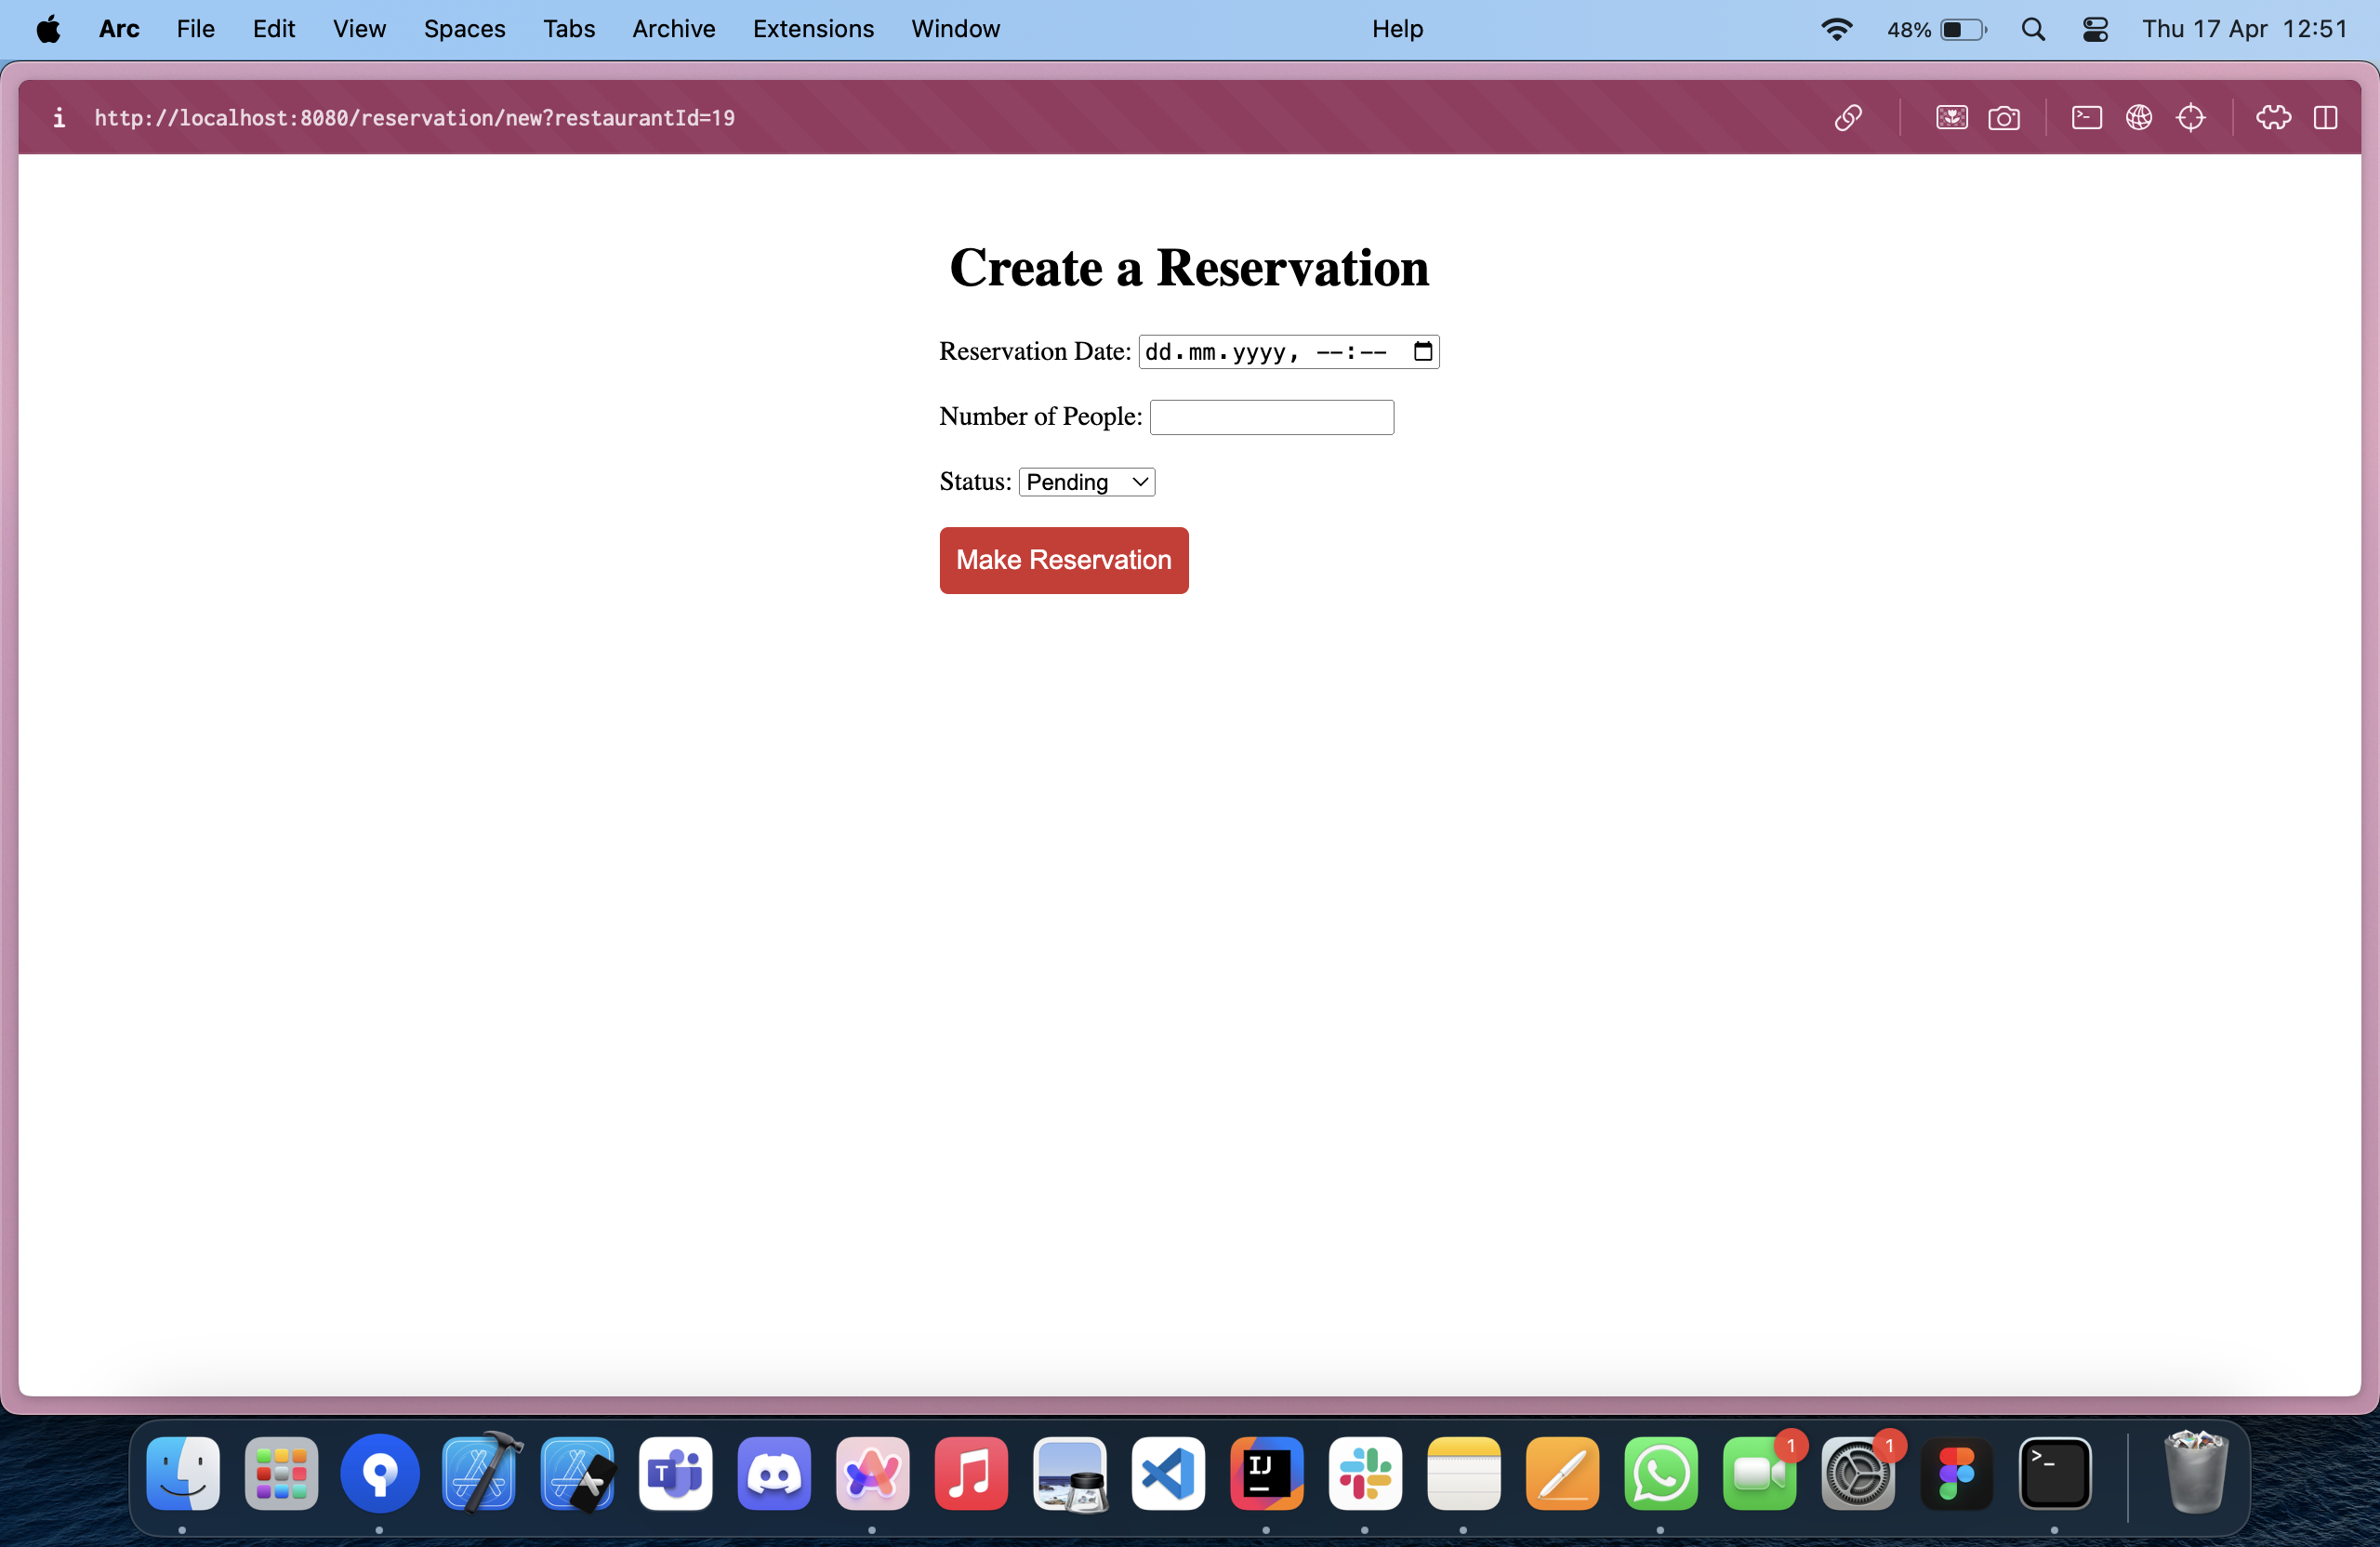 Arc File Edit View Spaces Tabs Archive Extensions Window Help 48% Thu 17 Apr 12:51
http://localhost:8080/reservation/new?restaurantId=19
Create a Reservation
Reservation Date: dd.mm.yyyy, --:--
Number of People:
Status: Pending
Make Reservation
T
IJ
1
1
>_